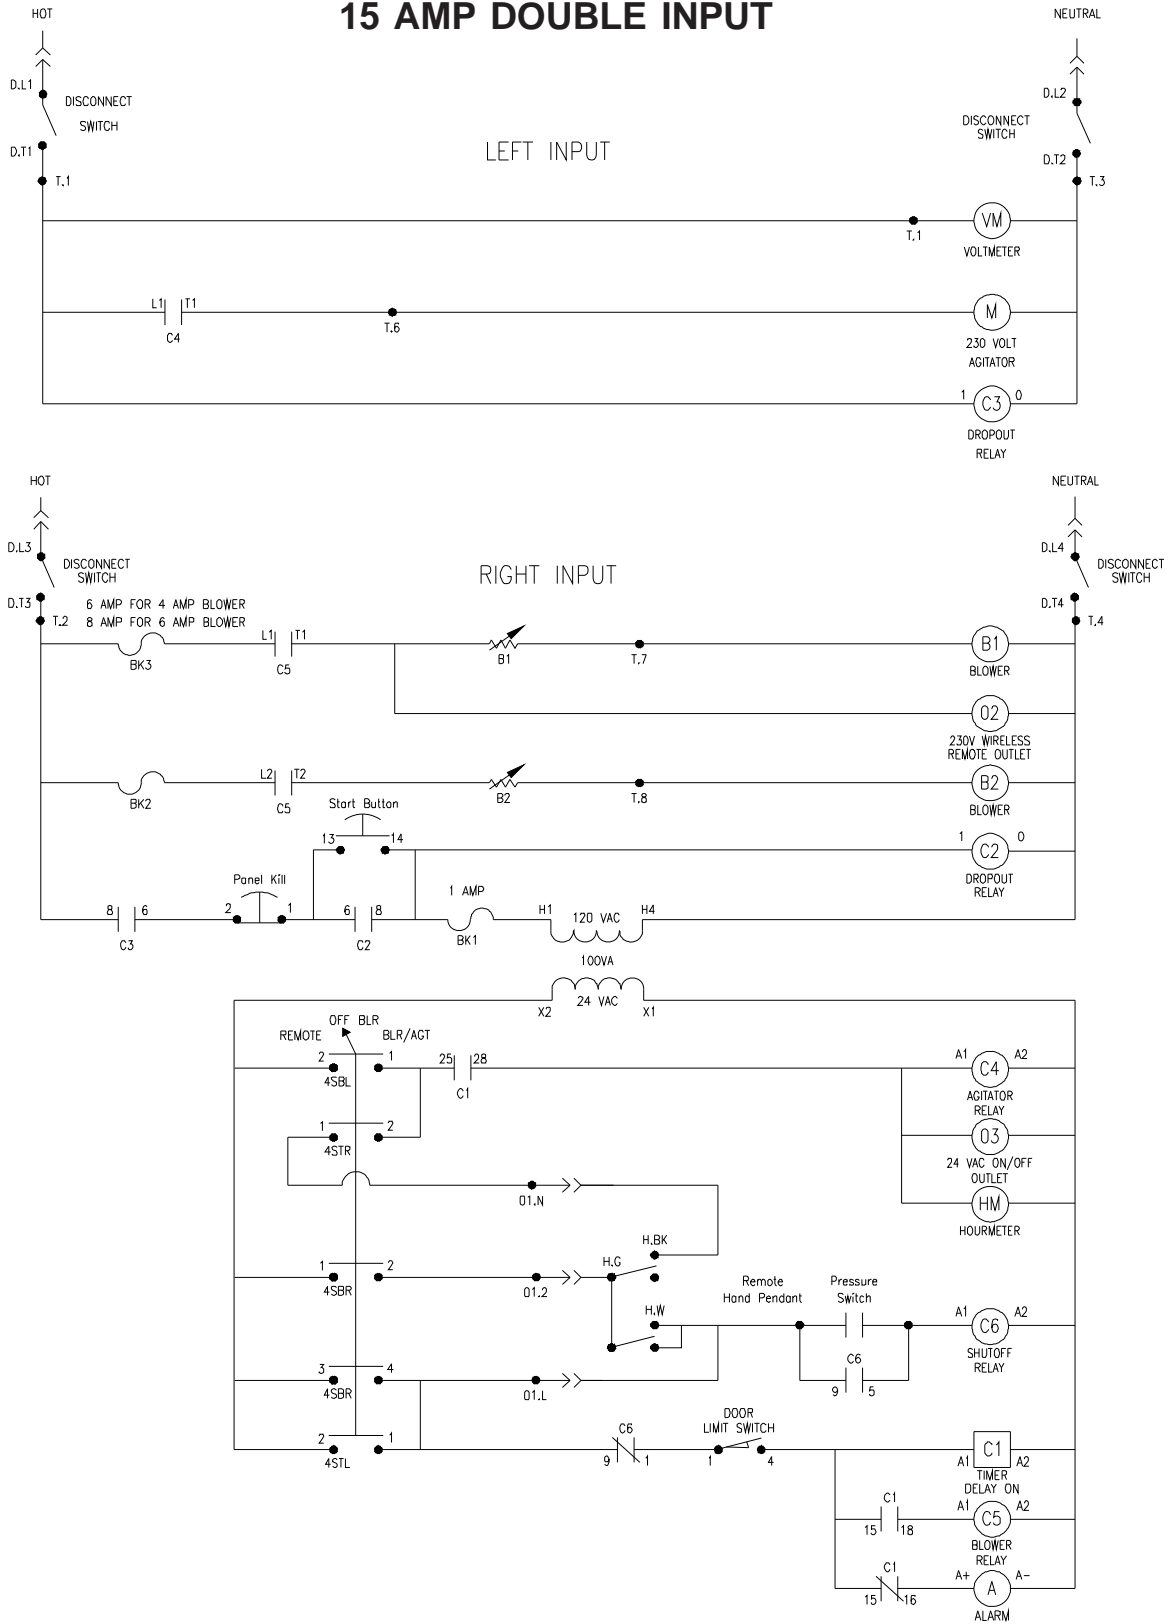 15 AMP DOUBLE INPUT
HOT
NEUTRAL
D.L1
DISCONNECT
SWITCH
D.L2
DISCONNECT
SWITCH
D.T1
LEFT INPUT
D.T2
T.1
T.3
VM
T.1
VOLTMETER
L1 T1
C4
T.6
M
230 VOLT
AGITATOR
1 C3 0
DROPOUT
RELAY
HOT
NEUTRAL
D.L3
DISCONNECT
SWITCH
RIGHT INPUT
D.L4
DISCONNECT
SWITCH
D.T3
6 AMP FOR 4 AMP BLOWER
D.T4
T.2
8 AMP FOR 6 AMP BLOWER
T.4
BK3
L1 T1
C5
B1
T.7
B1
BLOWER
O2
230V WIRELESS
REMOTE OUTLET
BK2
L2 T2
C5
B2
T.8
B2
BLOWER
Start Button
13 14
1 C2 0
DROPOUT
RELAY
Panel Kill
1 AMP
8 6
C3
2 1
6 8
C2
BK1
H1 120 VAC H4
100VA
X2 24 VAC X1
OFF BLR
REMOTE BLR/AGT
2 1
4SBL
25 28
C1
A1 C4 A2
AGITATOR
RELAY
1 2
4STR
O3
24 VAC ON/OFF
OUTLET
O1.N
HM
HOURMETER
H.BK
1 2
4SBR
O1.2
H.G
Remote
Hand Pendant
Pressure
Switch
H.W
A1 C6 A2
SHUTOFF
RELAY
3 4
4SBR
O1.L
C6
9 5
2 1
4STL
C6
9 1
DOOR
LIMIT SWITCH
1 4
C1
A1 A2
TIMER
DELAY ON
C1
15 18
A1 C5 A2
BLOWER
RELAY
C1
15 16
A+ A A-
ALARM